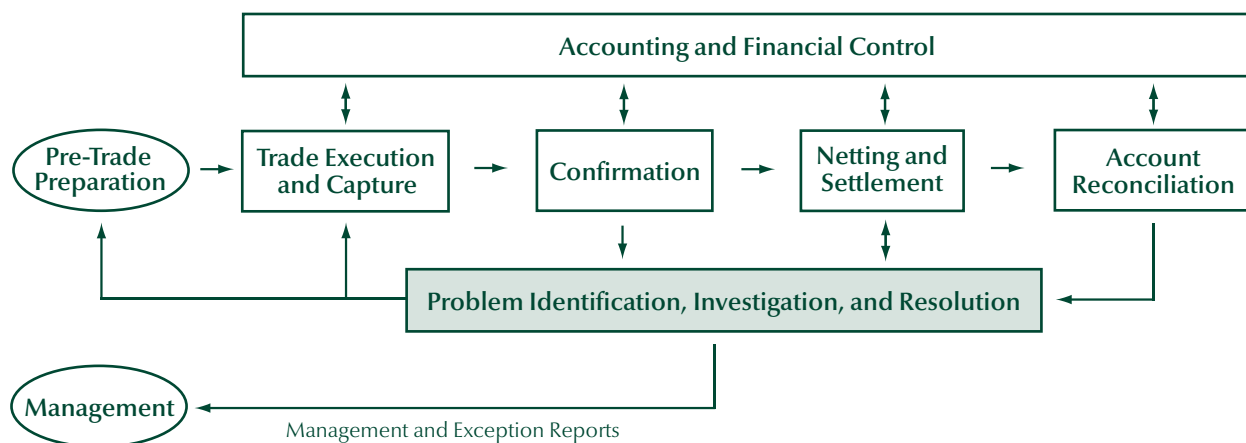 Accounting and Financial Control
Pre-Trade
Preparation
Trade Execution
and Capture
Confirmation
Netting and
Settlement
Account
Reconciliation
Problem Identification, Investigation, and Resolution
Management
Management and Exception Reports